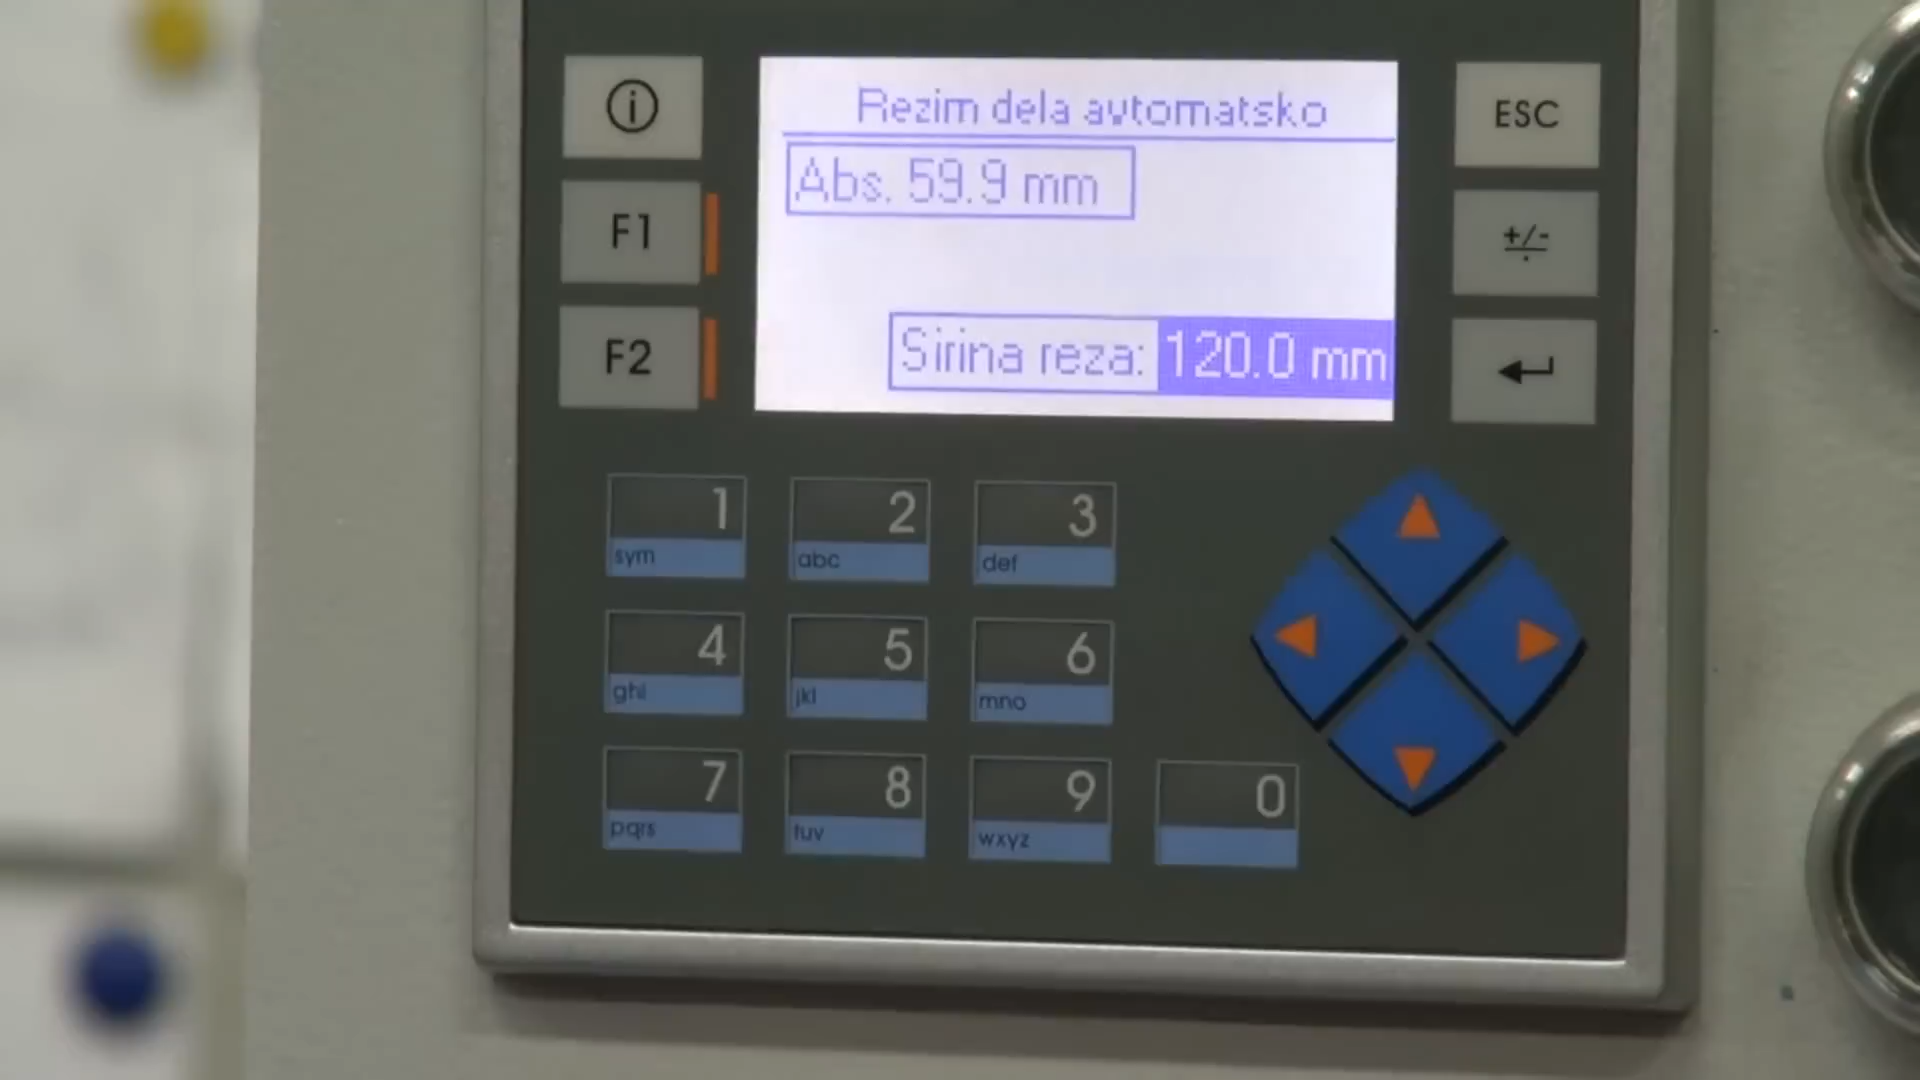 Rezim dela avtomatsko
Abs. 59.9 mm
Sirina reza: 120.0 mm
i
F1
F2
ESC
+/-
.
1
sym
2
abc
3
def
4
ghi
5
jkl
6
mno
7
pqrs
8
tuv
9
wxyz
0